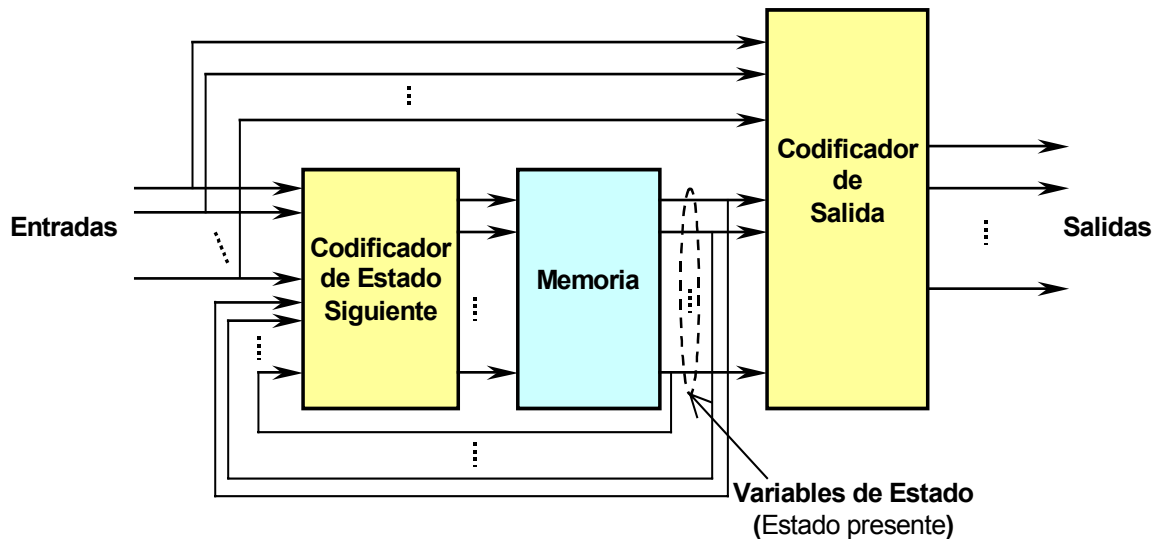 Entradas
Codificador
de Estado
Siguiente
Memoria
Codificador
de
Salida
Salidas
Variables de Estado
(Estado presente)